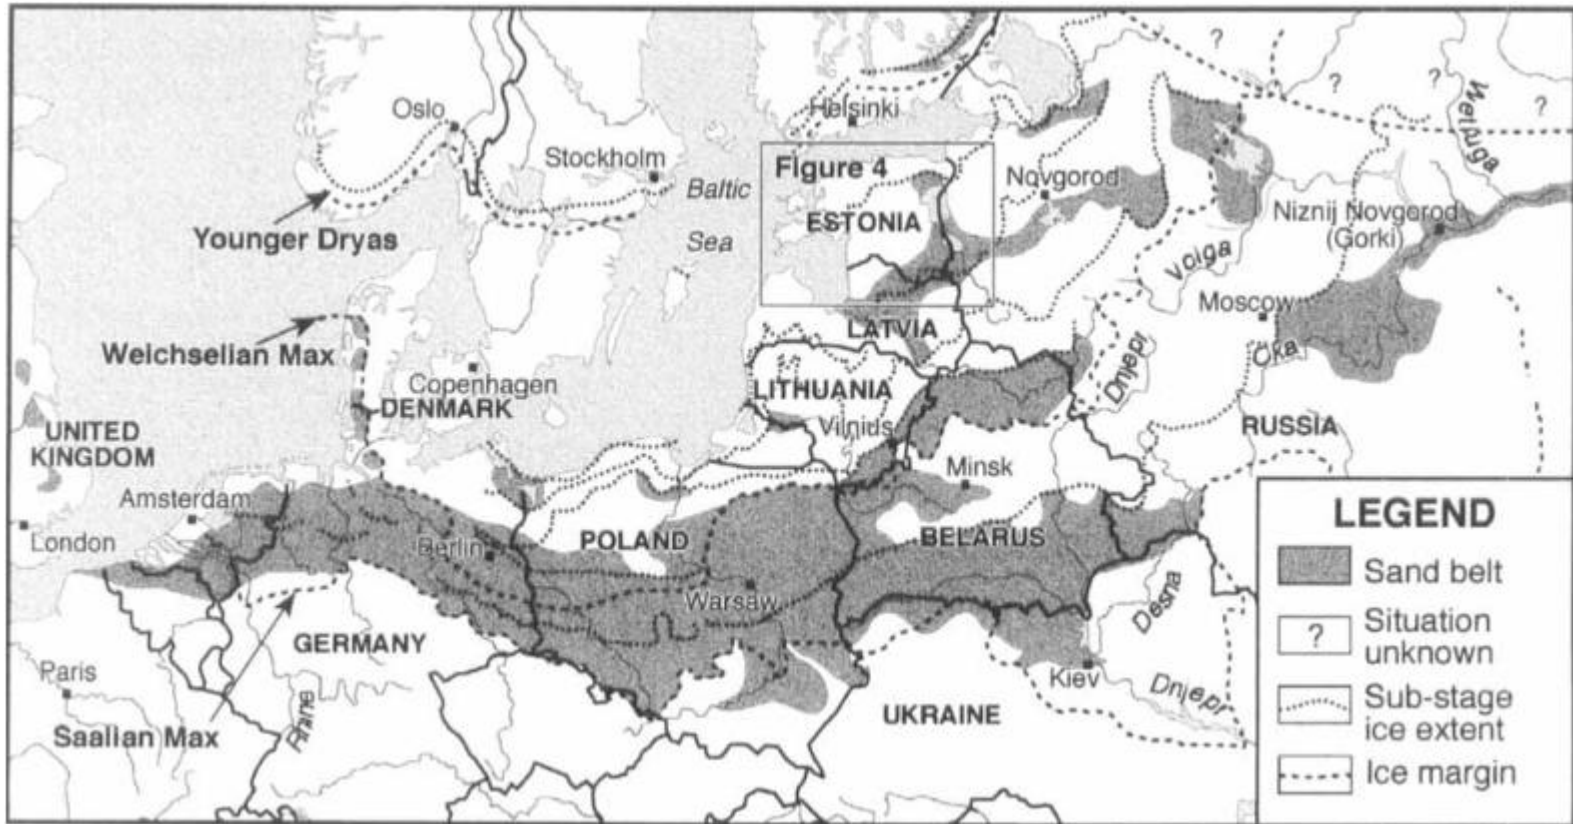 Oslo
Helsinki
Stockholm
Figure 4
Baltic
Sea
ESTONIA
Novgorod
Niznij Novgorod
(Gorki)
Wetluga
Younger Dryas
Volga
Moscow
Oka
Weichselian Max
LATVIA
Dnjepr
Copenhagen
DENMARK
LITHUANIA
Vilnius
RUSSIA
UNITED
KINGDOM
Minsk
Amsterdam
London
Berlin
POLAND
BELARUS
Warsaw
Desna
GERMANY
Paris
Rhine
Kiev
Dnjepr
UKRAINE
Saalian Max
?
?
?
?
LEGEND
Sand belt
?
Situation
unknown
Sub-stage
ice extent
Ice margin